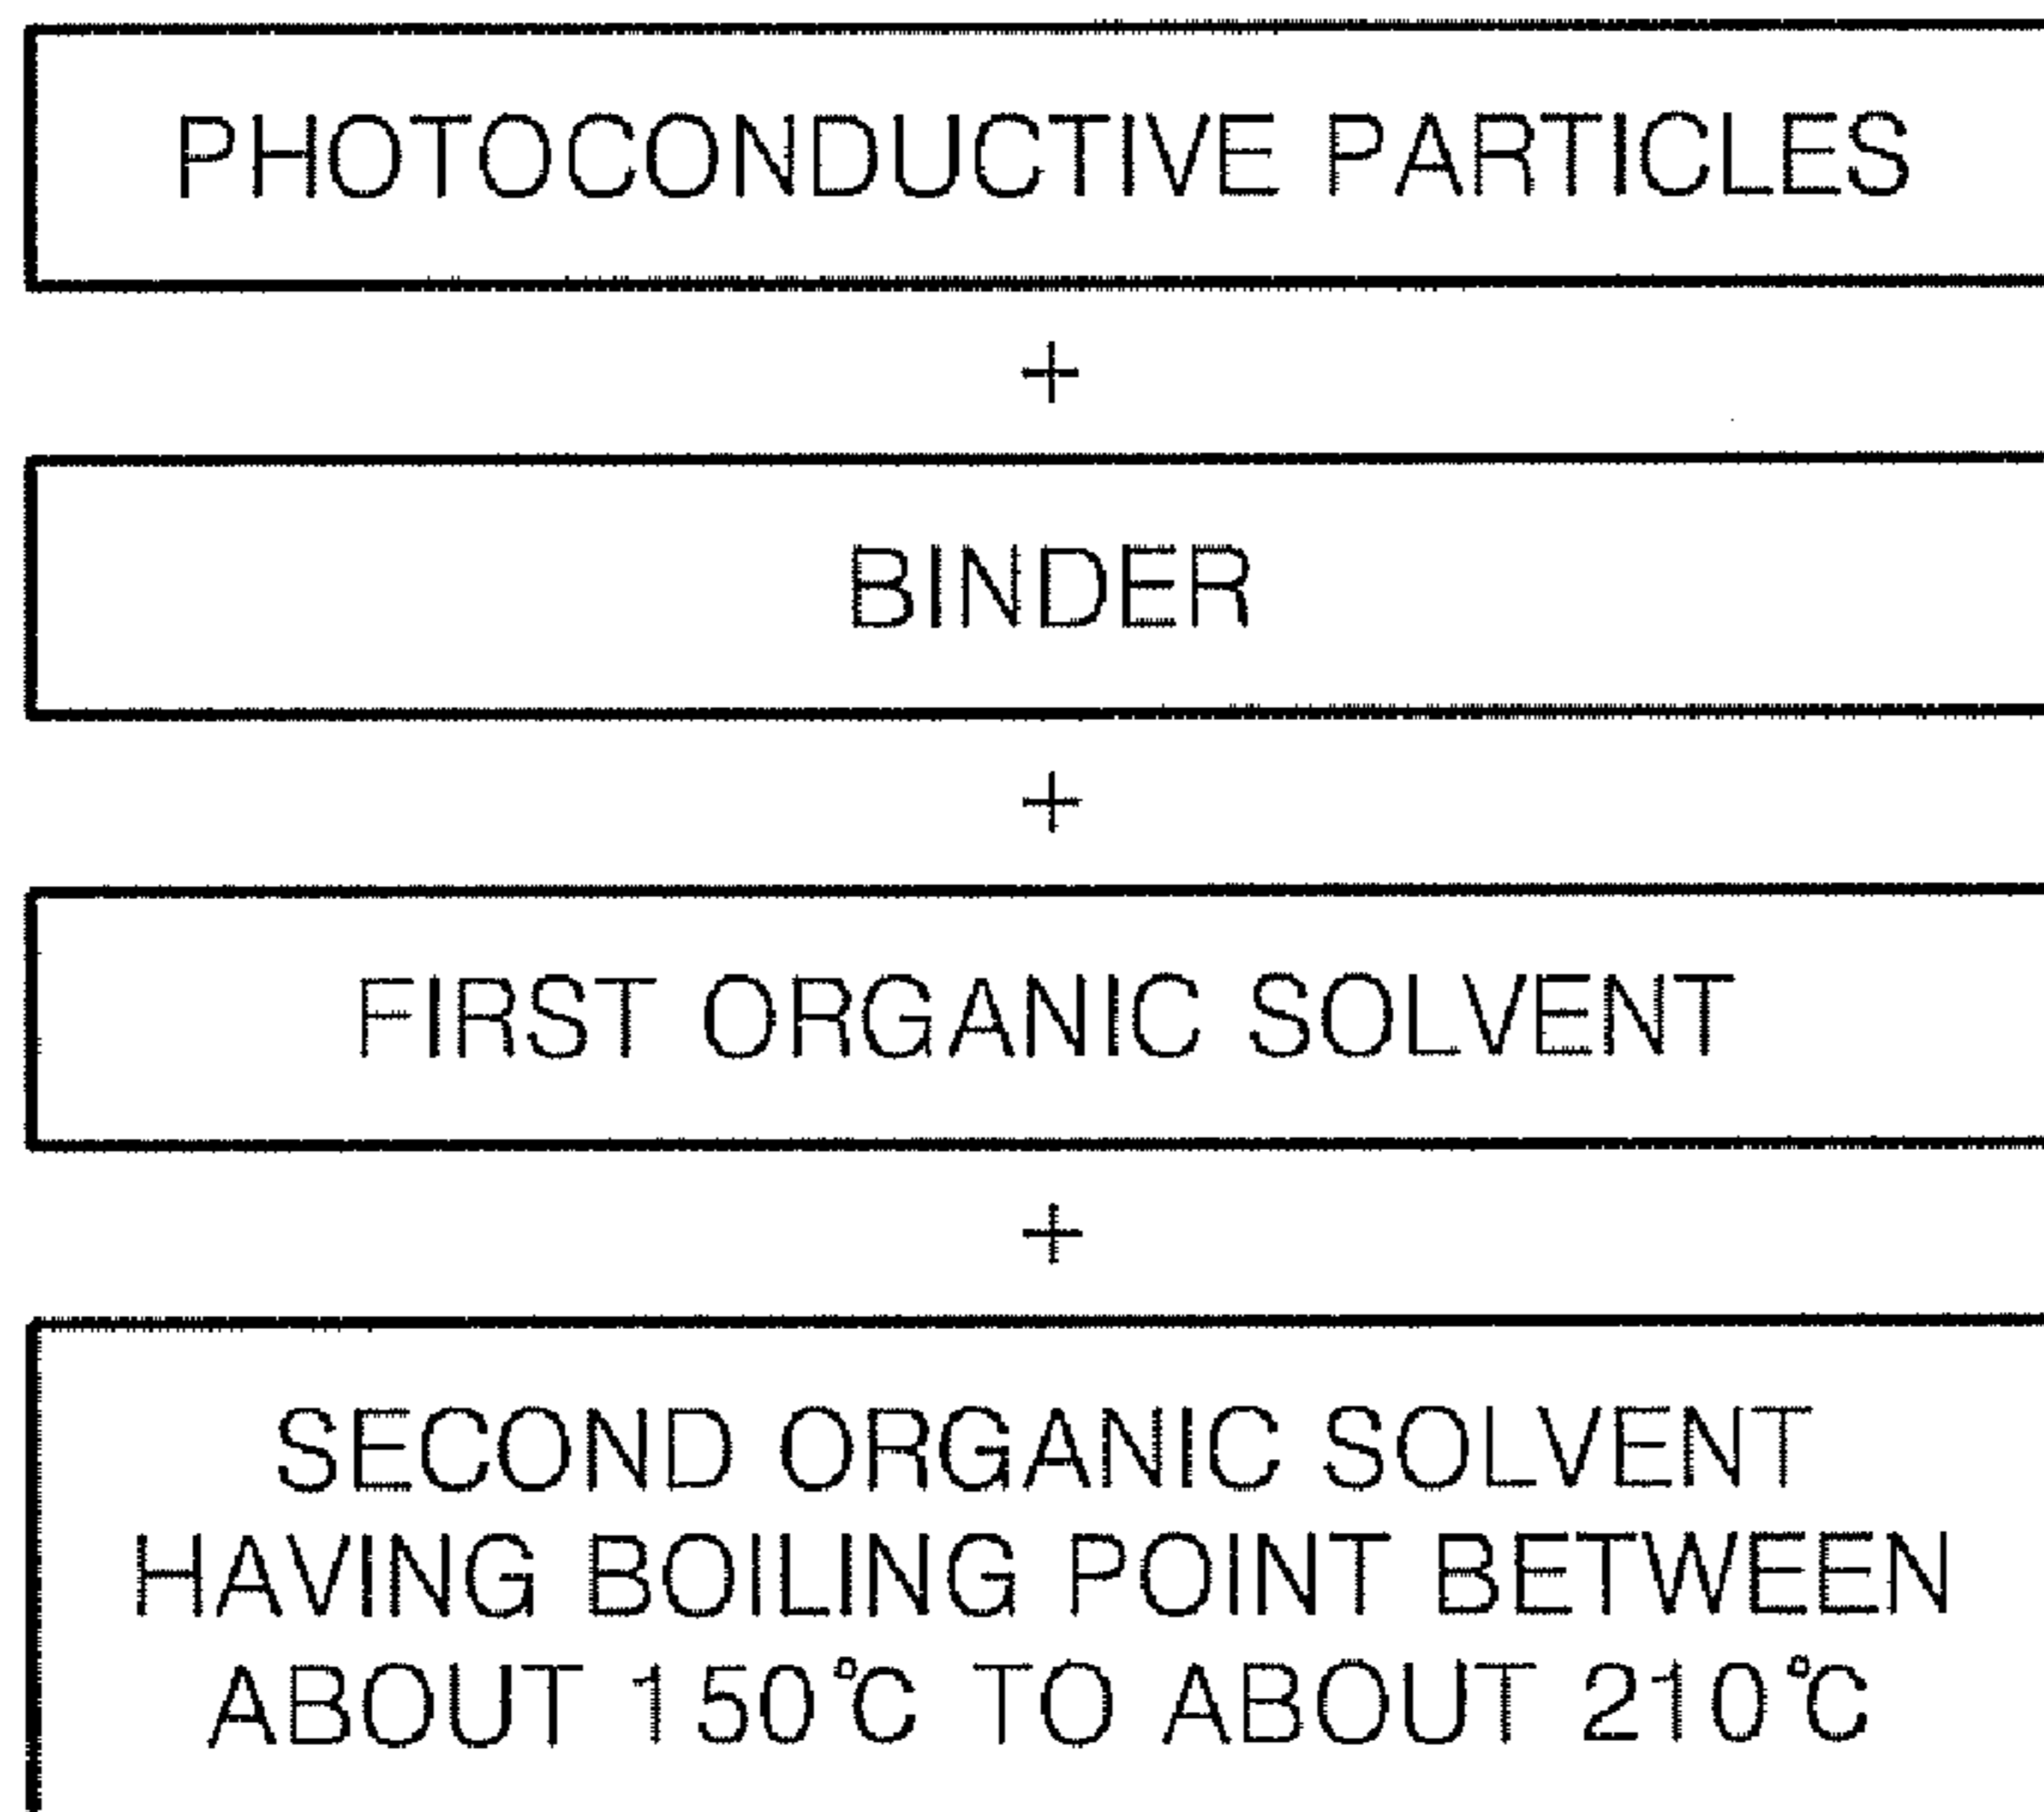 PHOTOCONDUCTIVE PARTICLES
+
BINDER
+
FIRST ORGANIC SOLVENT
+
SECOND ORGANIC SOLVENT
HAVING BOILING POINT BETWEEN
ABOUT 150℃ TO ABOUT 210℃